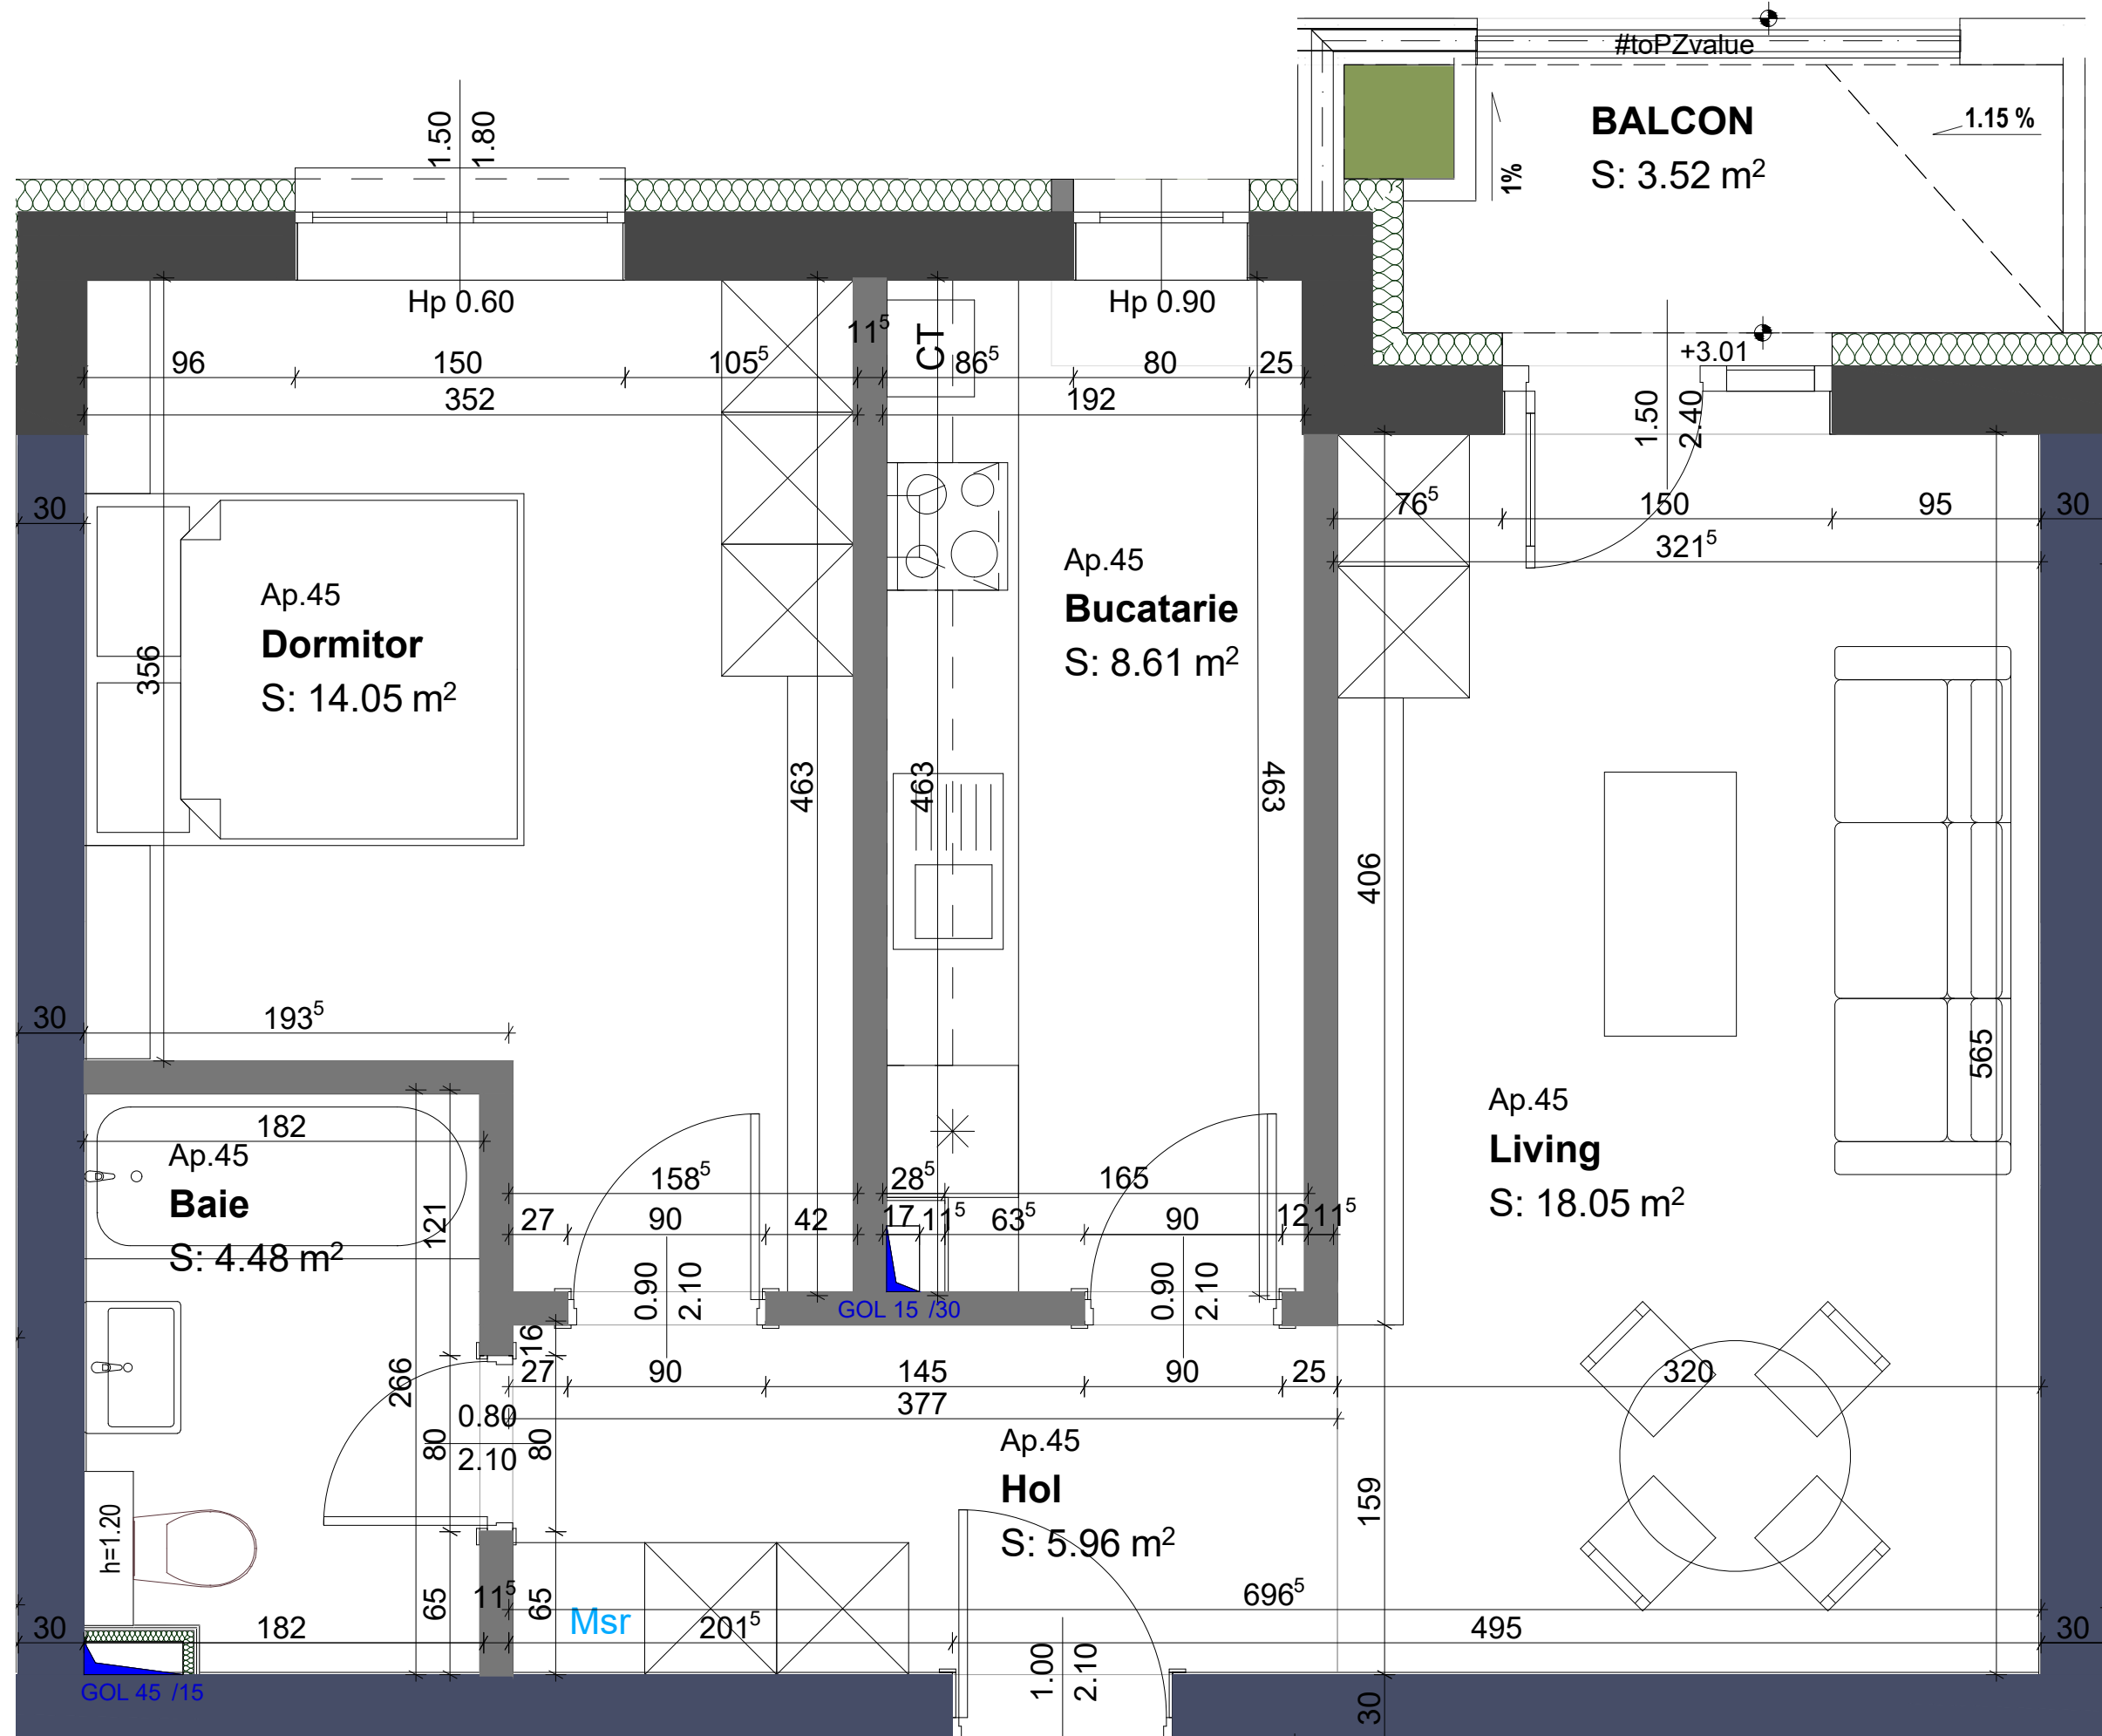 #toPZvalue
BALCON
S: 3.52 m²
1.15 %
1%
1.50
1.80
Hp 0.60
Hp 0.90
CT
11⁵
96
150
105⁵
86⁵
80
25
352
192
+3.01
1.50
2.40
30
76⁵
150
95
30
321⁵
Ap.45
Dormitor
S: 14.05 m²
356
Ap.45
Bucatarie
S: 8.61 m²
463
463
463
406
565
30
193⁵
Ap.45
Living
S: 18.05 m²
182
Ap.45
Baie
S: 4.48 m²
121
158⁵
28⁵
165
27
90
42
17
11⁵
63⁵
90
12
11⁵
0.90
2.10
0.90
2.10
GOL 15 /30
16
266
27
90
145
90
25
320
377
0.80
2.10
80
80
Ap.45
Hol
S: 5.96 m²
159
h=1.20
65
11⁵
65
696⁵
Msr
30
182
201⁵
495
30
1.00
2.10
30
GOL 45 /15